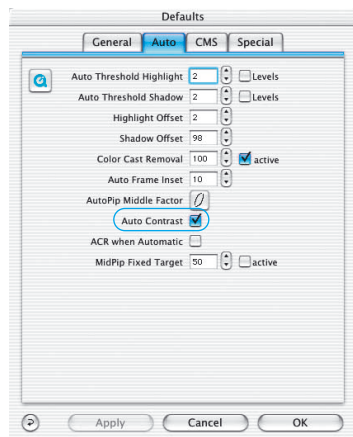 Defaults
General Auto CMS Special
Auto Threshold Highlight 2 Levels
Auto Threshold Shadow 2 Levels
Highlight Offset 2
Shadow Offset 98
Color Cast Removal 100 active
Auto Frame Inset 10
AutoPip Middle Factor
Auto Contrast
ACR when Automatic
MidPip Fixed Target 50 active
Apply Cancel OK